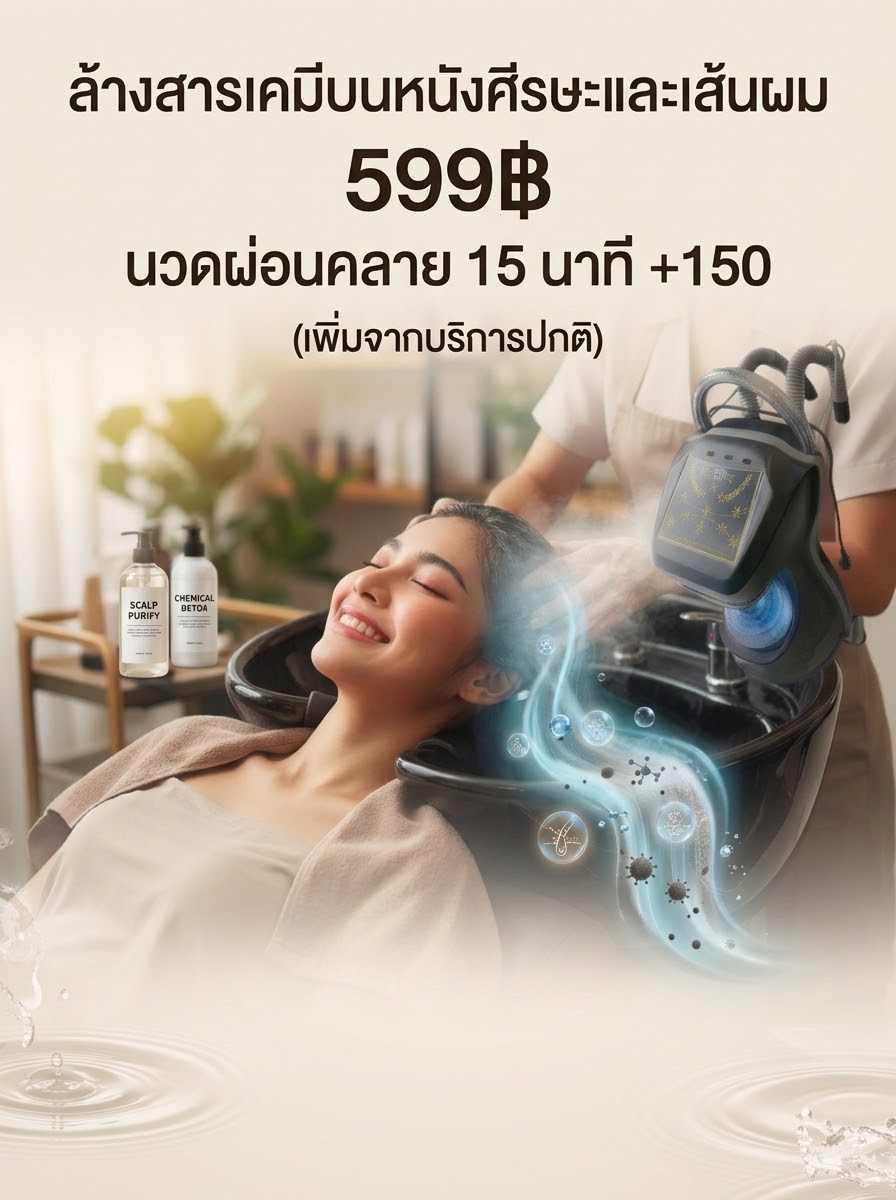 ล้างสารเคมีบนหนังศีรษะและเส้นผม
599฿
นวดผ่อนคลาย 15 นาที +150
(เพิ่มจากบริการปกติ)
SCALP
PURIFY
CHEMICAL
BETOA